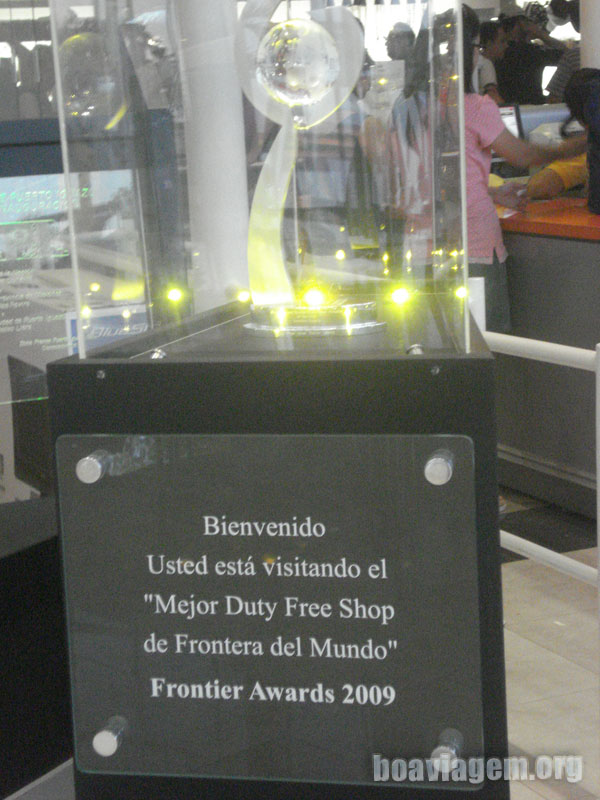 Bienvenido
Usted está visitando el
"Mejor Duty Free Shop
de Frontera del Mundo"
Frontier Awards 2009
boaviagem.org